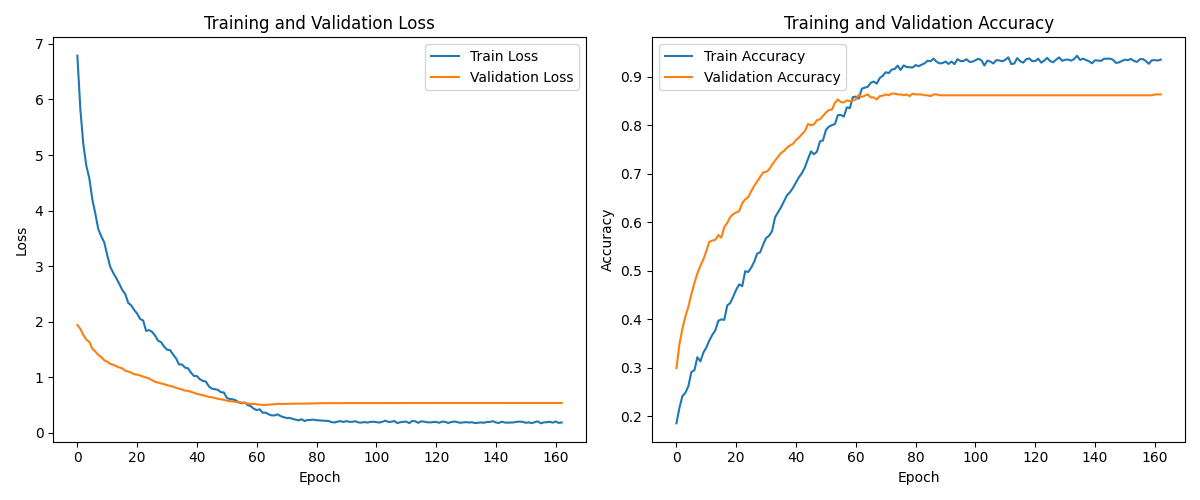 Training and Validation Loss
7
6
5
4
3
2
1
0
Loss
0 20 40 60 80 100 120 140 160
Epoch
Train Loss
Validation Loss
Training and Validation Accuracy
0.9
0.8
0.7
0.6
0.5
0.4
0.3
0.2
Accuracy
0 20 40 60 80 100 120 140 160
Epoch
Train Accuracy
Validation Accuracy